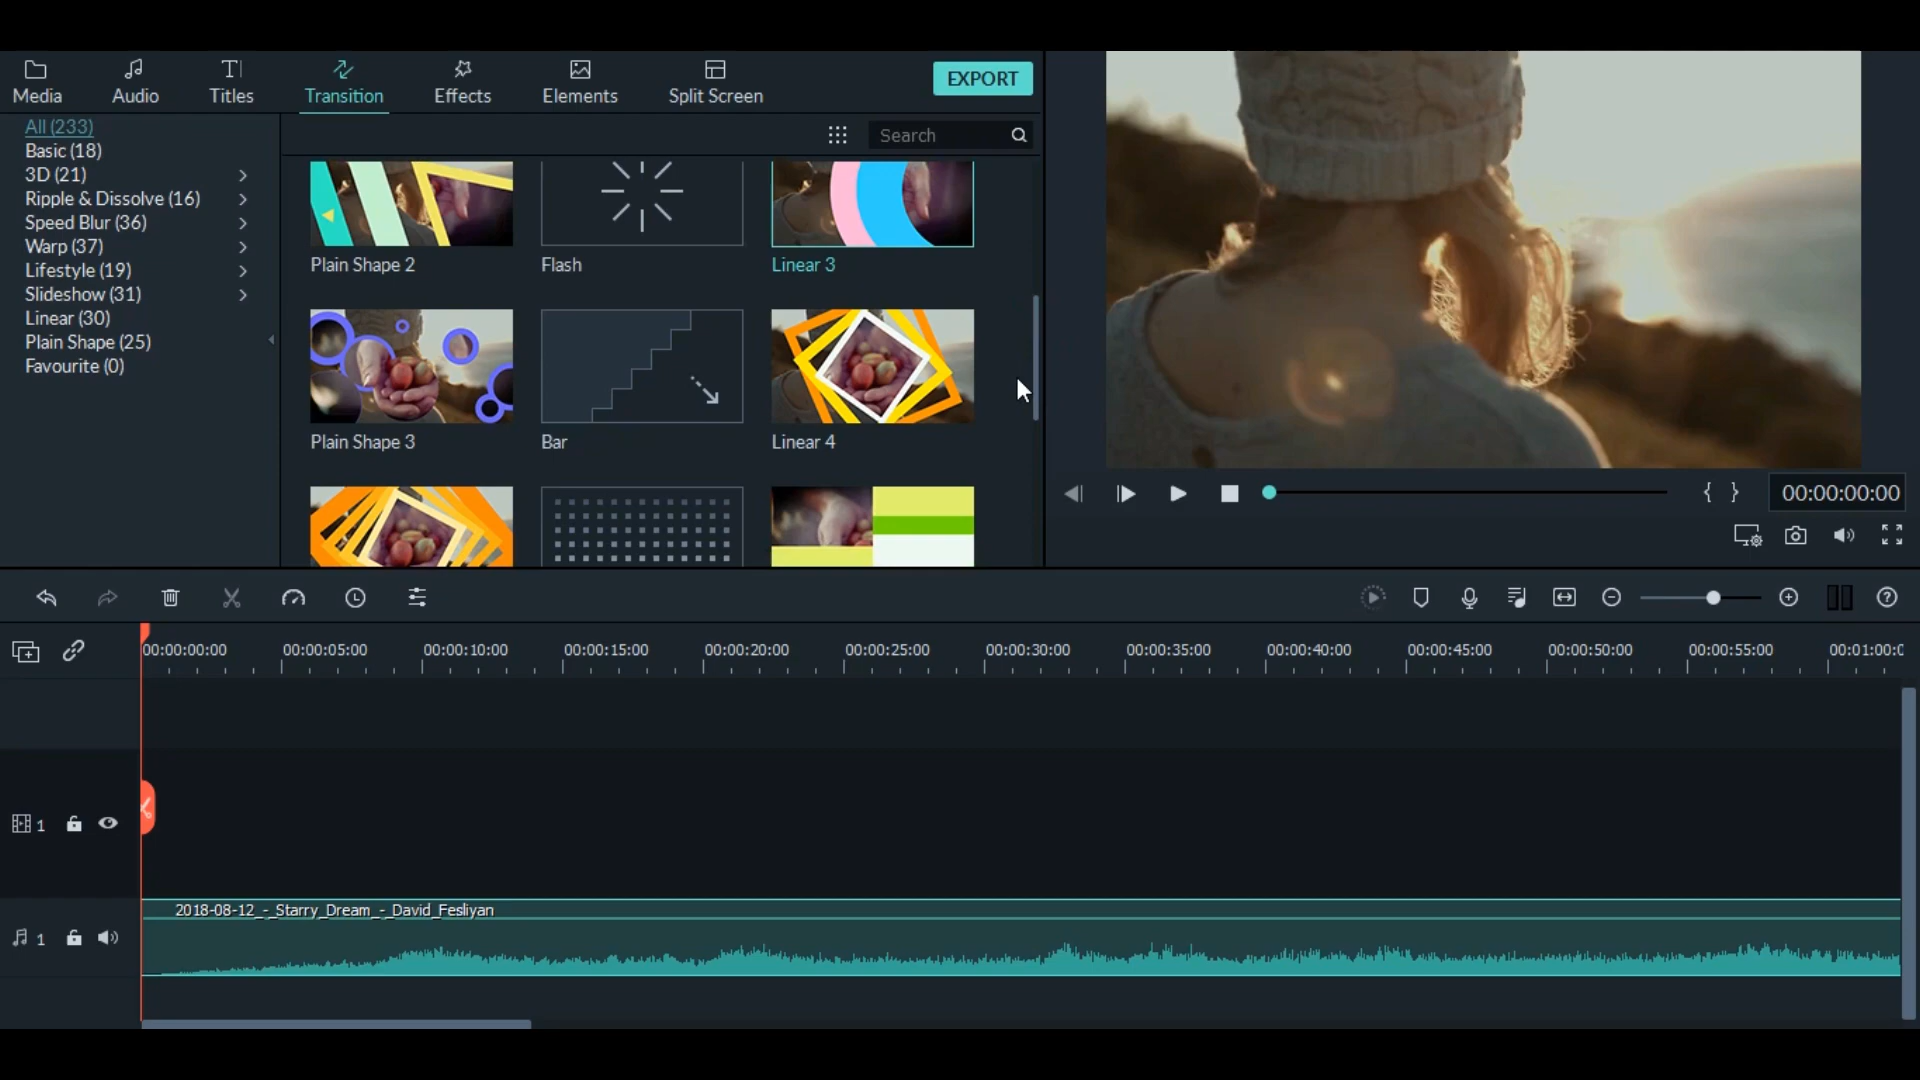 Media
Audio
Titles
Transition
Effects
Elements
Split Screen
EXPORT
All (233)
Basic (18)
3D (21)
Ripple & Dissolve (16)
Speed Blur (36)
Warp (37)
Lifestyle (19)
Slideshow (31)
Linear (30)
Plain Shape (25)
Favourite (0)
Search
Plain Shape 2
Flash
Linear 3
Plain Shape 3
Bar
Linear 4
{ }
00:00:00:00
00:00:00:00
00:00:05:00
00:00:10:00
00:00:15:00
00:00:20:00
00:00:25:00
00:00:30:00
00:00:35:00
00:00:40:00
00:00:45:00
00:00:50:00
00:00:55:00
00:01:00:0
1
2018-08-12_-_Starry_Dream_-_David_Fesliyan
1